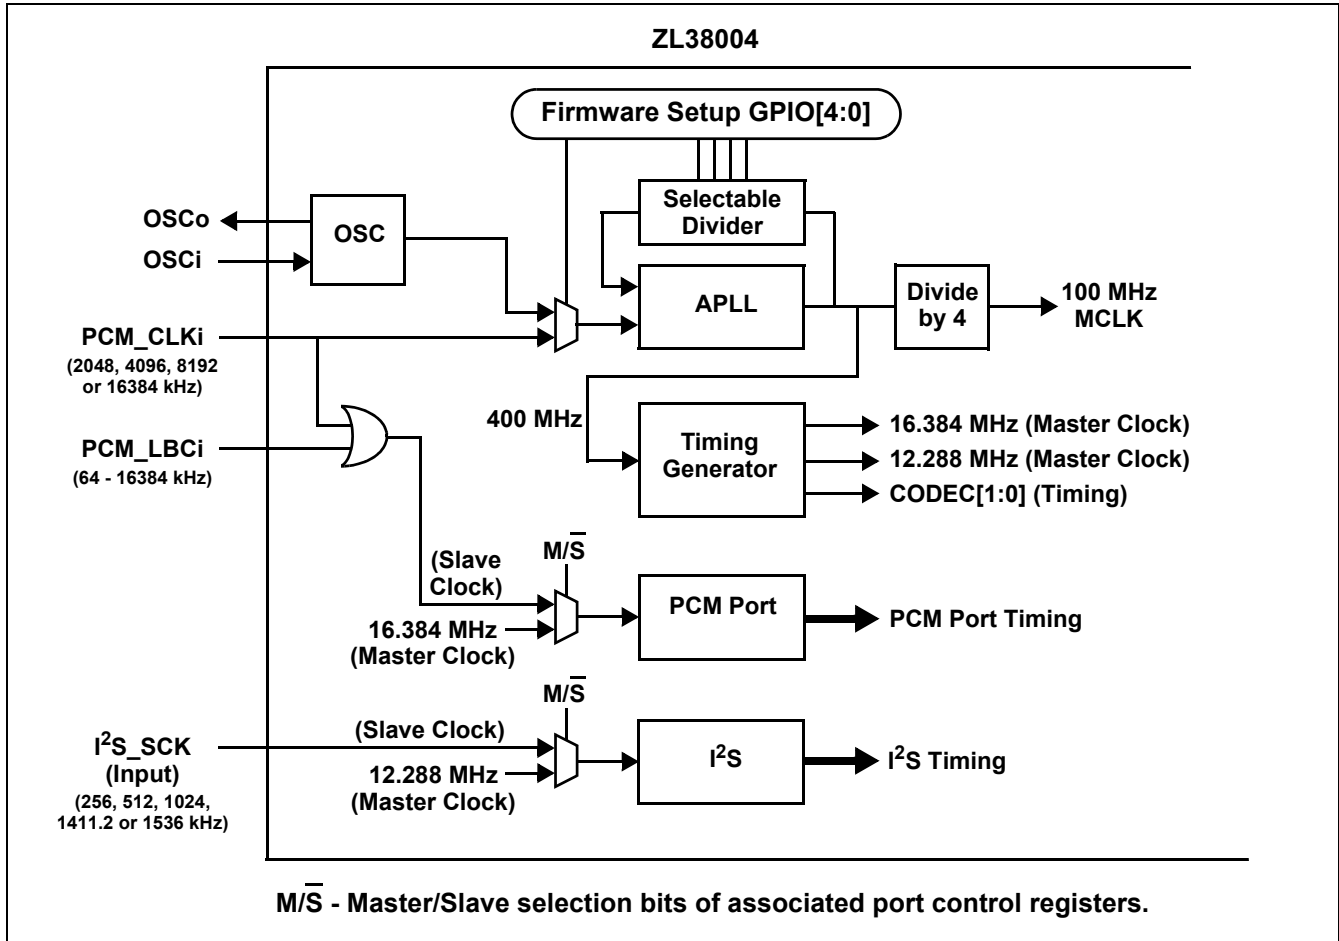 ZL38004
Firmware Setup GPIO[4:0]
Selectable
Divider
OSCo
OSCi
OSC
APLL
Divide
by 4
100 MHz
MCLK
PCM_CLKi
(2048, 4096, 8192
or 16384 kHz)
400 MHz
Timing
Generator
16.384 MHz (Master Clock)
12.288 MHz (Master Clock)
CODEC[1:0] (Timing)
PCM_LBCi
(64 - 16384 kHz)
M/S̅
(Slave
Clock)
16.384 MHz
(Master Clock)
PCM Port
PCM Port Timing
M/S̅
I²S_SCK
(Input)
(256, 512, 1024,
1411.2 or 1536 kHz)
(Slave Clock)
12.288 MHz
(Master Clock)
I²S
I²S Timing
M/S̅ - Master/Slave selection bits of associated port control registers.